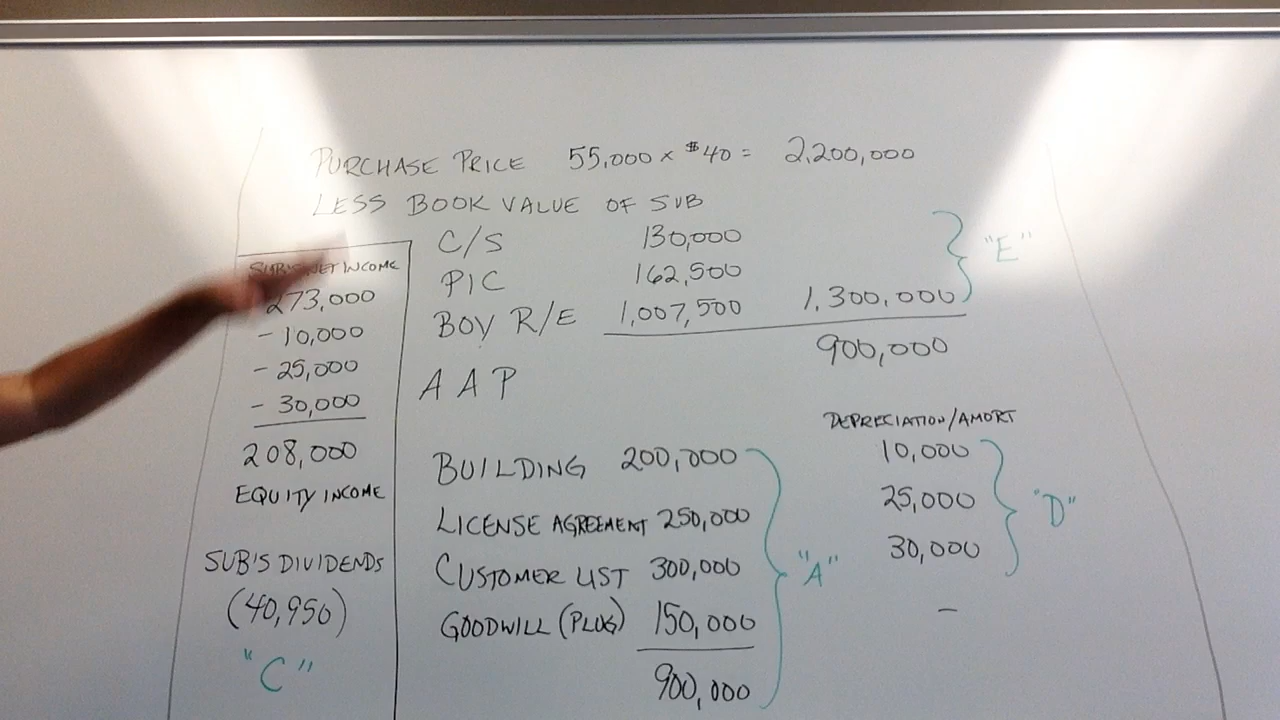 PURCHASE PRICE 55,000 x $40 = 2,200,000
LESS BOOK VALUE OF SUB
C/S 130,000
PIC 162,500
BOY R/E 1,007,500 1,300,000
"E"
900,000
AAP
DEPRECIATION/AMORT
BUILDING 200,000 10,000
LICENSE AGREEMENT 250,000 25,000
CUSTOMER LIST 300,000 30,000
GOODWILL (PLUG) 150,000 –
900,000
"A"
"D"
SUB'S NET INCOME
273,000
- 10,000
- 25,000
- 30,000
208,000
EQUITY INCOME
SUB'S DIVIDENDS
(40,950)
"C"